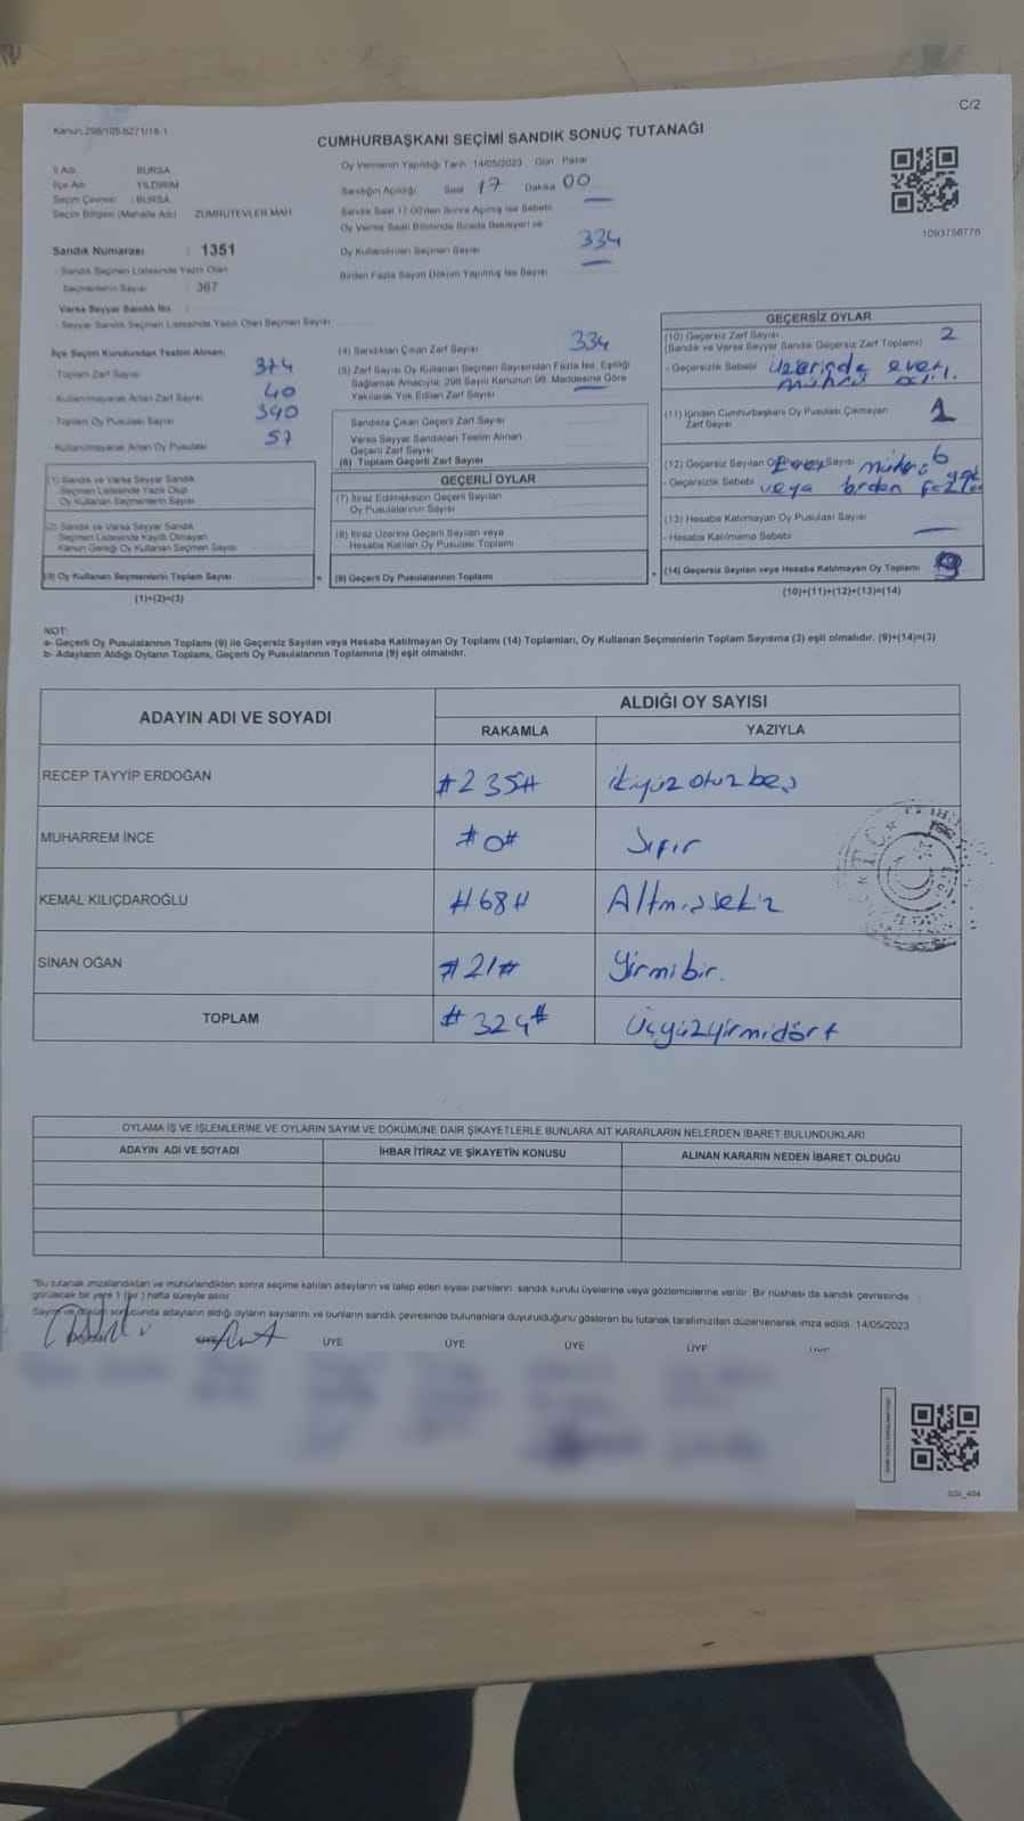 C/2
Kanun 298/105-6271/18-1
CUMHURBAŞKANI SEÇİMİ SANDIK SONUÇ TUTANAĞI
İl Adı : BURSA
İlçe Adı : YILDIRIM
Seçim Çevresi : BURSA
Seçim Bölgesi (Mahalle Adı) ZÜMRÜTEVLER MAH
Sandık Numarası : 1351
Sandık Seçmen Listesinde Yazılı Olan
Seçmenlerin Sayısı : 367
Varsa Seyyar Sandık No
Seyyar Sandık Seçmen Listesinde Yazılı Olan Seçmen Sayısı
Oy Vermenin Yapıldığı Tarih 14/05/2023 Gün Pazar
Sandığın Açıldığı Saat 17 Dakika 00
Sandık Saat 17.00'den Sonra Açılmış İse Sebebi
Oy Kullanan Seçmen Sayısı 334
Birden Fazla Sayım Döküm Yapılmış İse Sayısı
1093756776
İlçe Seçim Kurulundan Teslim Alınan;
Toplam Zarf Sayısı 374
Kullanılmayarak Artan Zarf Sayısı 40
Toplam Oy Pusulası Sayısı 390
Kullanılmayarak Artan Oy Pusulası 57
(1) Sandık ve Varsa Seyyar Sandık
Seçmen Listesinde Yazılı Olup
Oy Kullanan Seçmenlerin Sayısı
(2) Sandık ve Varsa Seyyar Sandık
Seçmen Listesinde Kayıtlı Olmayan
Kanun Gereği Oy Kullanan Seçmen Sayısı
(3) Oy Kullanan Seçmenlerin Toplam Sayısı
(1)+(2)=(3)
(4) Sandıktan Çıkan Zarf Sayısı 334
(5) Zarf Sayısı Oy Kullanan Seçmen Sayısından Fazla İse, Eşitliği
Sağlamak Amacıyla; 298 Sayılı Kanunun 98. Maddesine Göre
Yakılarak Yok Edilen Zarf Sayısı
Sandıkta Çıkan Geçerli Zarf Sayısı
Varsa Seyyar Sandıktan Teslim Alınan
Geçerli Zarf Sayısı
(6) Toplam Geçerli Zarf Sayısı
GEÇERLİ OYLAR
(7) İtiraz Edilmeksizin Geçerli Sayılan
Oy Pusulalarının Sayısı
(8) İtiraz Üzerine Geçerli Sayılan veya
Hesaba Katılan Oy Pusulası Toplamı
(9) Geçerli Oy Pusulalarının Toplamı
GEÇERSİZ OYLAR
(10) Geçersiz Zarf Sayısı 2
(Sandık ve Varsa Seyyar Sandık Geçersiz Zarf Toplamı)
- Geçersizlik Sebebi Üzerinde evet
mührü
(11) İçinden Cumhurbaşkanı Oy Pusulası Çıkmayan 1
Zarf Sayısı
(12) Geçersiz Sayılan Oy Pusulası Sayısı 6
- Geçersizlik Sebebi Evet mührü yok
veya birden fazla
(13) Hesaba Katılmayan Oy Pusulası Sayısı
- Hesaba Katılmama Sebebi
(14) Geçersiz Sayılan veya Hesaba Katılmayan Oy Toplamı 9
(10)+(11)+(12)+(13)=(14)
NOT:
a- Geçerli Oy Pusulalarının Toplamı (9) ile Geçersiz Sayılan veya Hesaba Katılmayan Oy Toplamı (14) Toplamları, Oy Kullanan Seçmenlerin Toplam Sayısına (3) eşit olmalıdır. (9)+(14)=(3)
b- Adayların Aldığı Oyların Toplamı, Geçerli Oy Pusulalarının Toplamına (9) eşit olmalıdır.
ADAYIN ADI VE SOYADI ALDIĞI OY SAYISI
RAKAMLA YAZIYLA
RECEP TAYYİP ERDOĞAN #235# ikiyüzotuzbeş
MUHARREM İNCE #0# Sıfır
KEMAL KILIÇDAROĞLU #68# Altmışsekiz
SİNAN OĞAN #21# Yirmibir.
TOPLAM #324# Üçyüzyirmidört
T.C.
OYLAMA İŞ VE İŞLEMLERİNE VE OYLARIN SAYIM VE DÖKÜMÜNE DAİR ŞİKAYETLERLE BUNLARA AİT KARARLARIN NELERDEN İBARET BULUNDUKLARI
ADAYIN ADI VE SOYADI İHBAR İTİRAZ VE ŞİKAYETİN KONUSU ALINAN KARARIN NEDEN İBARET OLDUĞU
"Bu tutanak imzalandıktan ve mühürlendikten sonra seçime katılan adayların ve talep eden siyasi partilerin sandık kurulu üyelerine veya gözlemcilerine verilir. Bir nüshası da sandık çevresinde
görülecek bir yere 1 (bir) hafta süreyle asılır.
Sayım ve döküm sonucunda adayların aldığı oyların sayılarını ve bunların sandık çevresinde bulunanlara duyurulduğunu gösteren bu tutanak tarafımızdan düzenlenerek imza edildi. 14/05/2023
ÜYE ÜYE ÜYE ÜYE